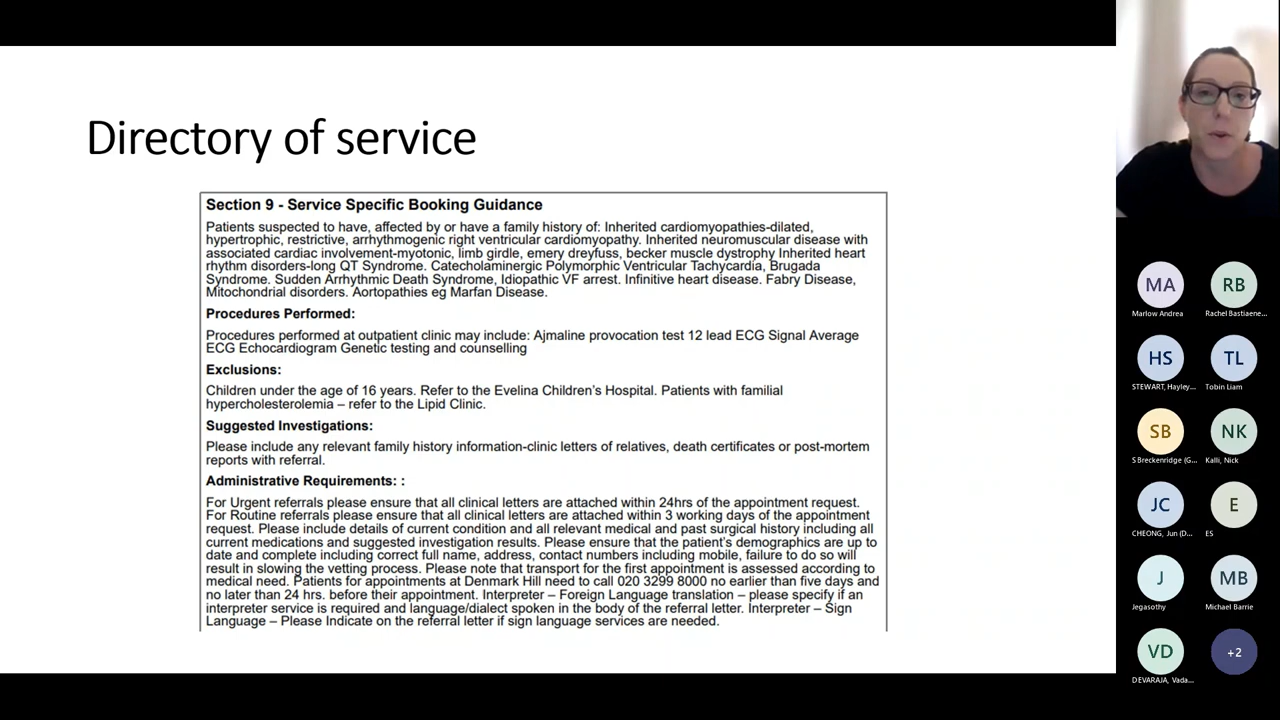 Directory of service
Section 9 - Service Specific Booking Guidance
Patients suspected to have, affected by or have a family history of: Inherited cardiomyopathies-dilated,
hypertrophic, restrictive, arrhythmogenic right ventricular cardiomyopathy. Inherited neuromuscular disease with
associated cardiac involvement-myotonic, limb girdle, emery dreyfuss, becker muscle dystrophy Inherited heart
rhythm disorders-long QT Syndrome. Catecholaminergic Polymorphic Ventricular Tachycardia, Brugada
Syndrome. Sudden Arrhythmic Death Syndrome, Idiopathic VF arrest. Infinitive heart disease. Fabry Disease,
Mitochondrial disorders. Aortopathies eg Marfan Disease.
Procedures Performed:
Procedures performed at outpatient clinic may include: Ajmaline provocation test 12 lead ECG Signal Average
ECG Echocardiogram Genetic testing and counselling
Exclusions:
Children under the age of 16 years. Refer to the Evelina Children's Hospital. Patients with familial
hypercholesterolemia – refer to the Lipid Clinic.
Suggested Investigations:
Please include any relevant family history information-clinic letters of relatives, death certificates or post-mortem
reports with referral.
Administrative Requirements: :
For Urgent referrals please ensure that all clinical letters are attached within 24hrs of the appointment request.
For Routine referrals please ensure that all clinical letters are attached within 3 working days of the appointment
request. Please include details of current condition and all relevant medical and past surgical history including all
current medications and suggested investigation results. Please ensure that the patient's demographics are up to
date and complete including correct full name, address, contact numbers including mobile, failure to do so will
result in slowing the vetting process. Please note that transport for the first appointment is assessed according to
medical need. Patients for appointments at Denmark Hill need to call 020 3299 8000 no earlier than five days and
no later than 24 hrs. before their appointment. Interpreter – Foreign Language translation – please specify if an
interpreter service is required and language/dialect spoken in the body of the referral letter. Interpreter – Sign
Language – Please Indicate on the referral letter if sign language services are needed.
MA RB
Marlow Andrea Rachel Bastiaene...
HS TL
STEWART, Hayley... Tobin Liam
SB NK
S Breckenridge (G... Kalli, Nick
JC E
CHEONG, Jun (D... ES
J MB
Jegasothy Michael Barrie
VD +2
DEVARAJA, Vada...